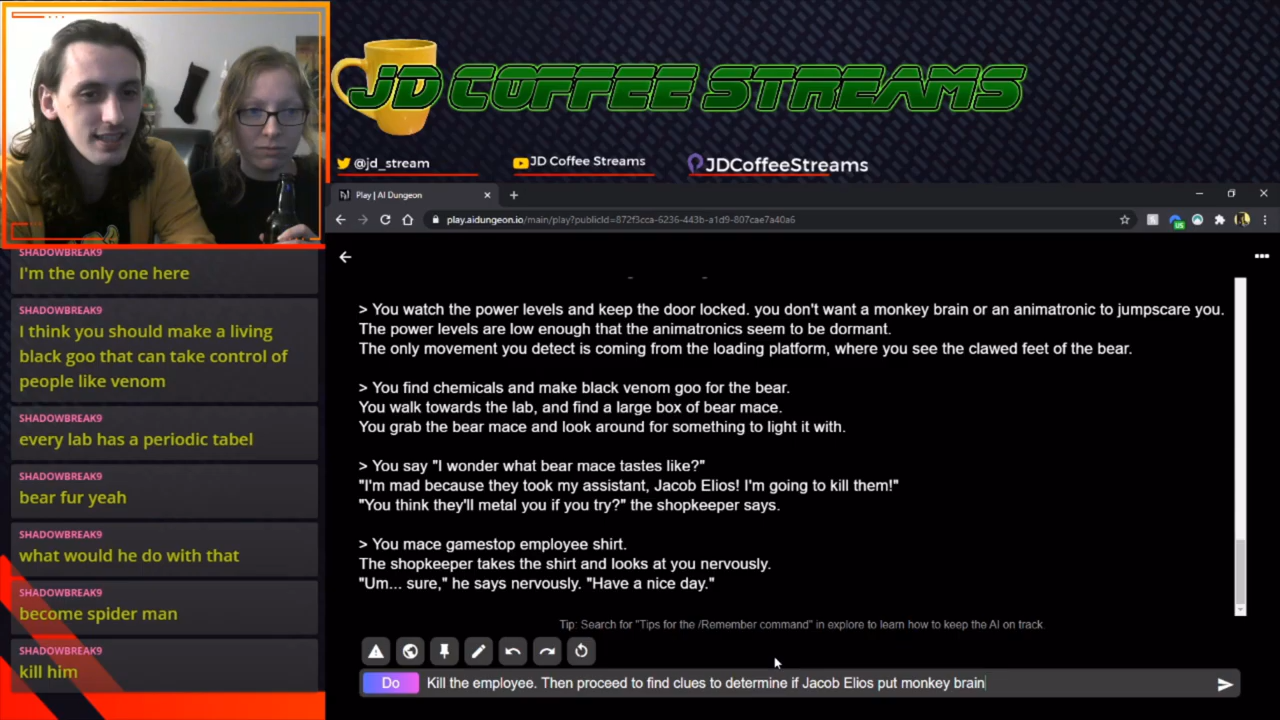 JD COFFEE STREAMS
@jd_stream
JD Coffee Streams
JDCoffeeStreams
Play | AI Dungeon
play.aidungeon.io/main/play?publicId=872f3cca-6236-443b-a1d9-807cae7a40a6
US
SHADOWBREAK9
I'm the only one here
SHADOWBREAK9
I think you should make a living
black goo that can take control of
people like venom
SHADOWBREAK9
every lab has a periodic tabel
SHADOWBREAK9
bear fur yeah
SHADOWBREAK9
what would he do with that
SHADOWBREAK9
become spider man
SHADOWBREAK9
kill him
> You watch the power levels and keep the door locked. you don't want a monkey brain or an animatronic to jumpscare you.
The power levels are low enough that the animatronics seem to be dormant.
The only movement you detect is coming from the loading platform, where you see the clawed feet of the bear.
> You find chemicals and make black venom goo for the bear.
You walk towards the lab, and find a large box of bear mace.
You grab the bear mace and look around for something to light it with.
> You say "I wonder what bear mace tastes like?"
"I'm mad because they took my assistant, Jacob Elios! I'm going to kill them!"
"You think they'll metal you if you try?" the shopkeeper says.
> You mace gamestop employee shirt.
The shopkeeper takes the shirt and looks at you nervously.
"Um... sure," he says nervously. "Have a nice day."
Tip: Search for "Tips for the /Remember command" in explore to learn how to keep the AI on track.
Do
Kill the employee. Then proceed to find clues to determine if Jacob Elios put monkey brain